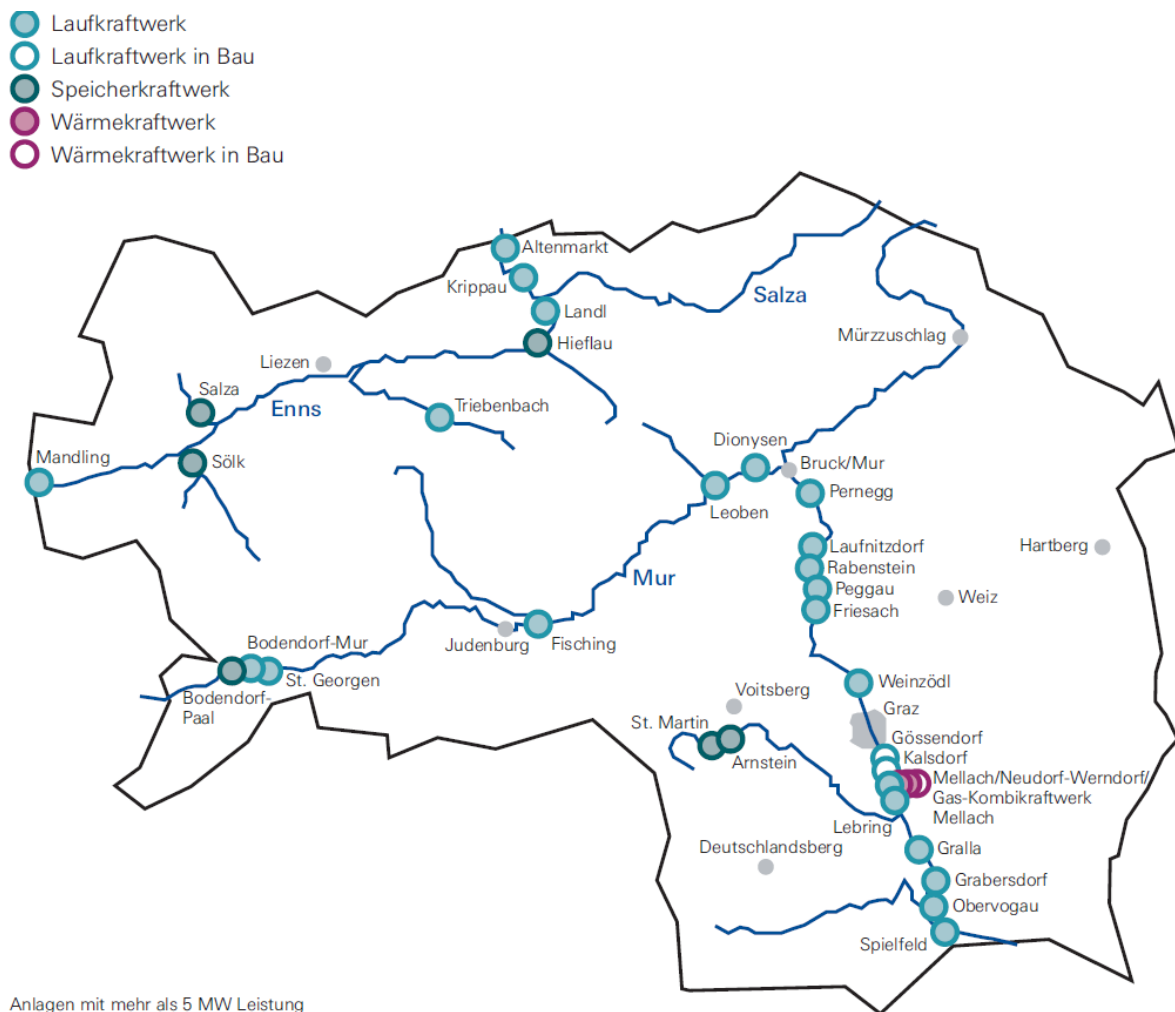 Laufkraftwerk
Laufkraftwerk in Bau
Speicherkraftwerk
Wärmekraftwerk
Wärmekraftwerk in Bau
Altenmarkt
Krippau
Salza
Landl
Mürzzuschlag
Hieflau
Liezen
Salza
Enns
Triebenbach
Dionysen
Mandling
Sölk
Bruck/Mur
Pernegg
Leoben
Laufnitzdorf
Hartberg
Rabenstein
Mur
Peggau
Weiz
Friesach
Bodendorf-Mur
Judenburg
Fisching
St. Georgen
Weinzödl
Bodendorf-
Paal
Voitsberg
Graz
St. Martin
Gössendorf
Arnstein
Kalsdorf
Mellach/Neudorf-Werndorf/
Gas-Kombikraftwerk
Mellach
Lebring
Deutschlandsberg
Gralla
Grabersdorf
Obervogau
Spielfeld
Anlagen mit mehr als 5 MW Leistung